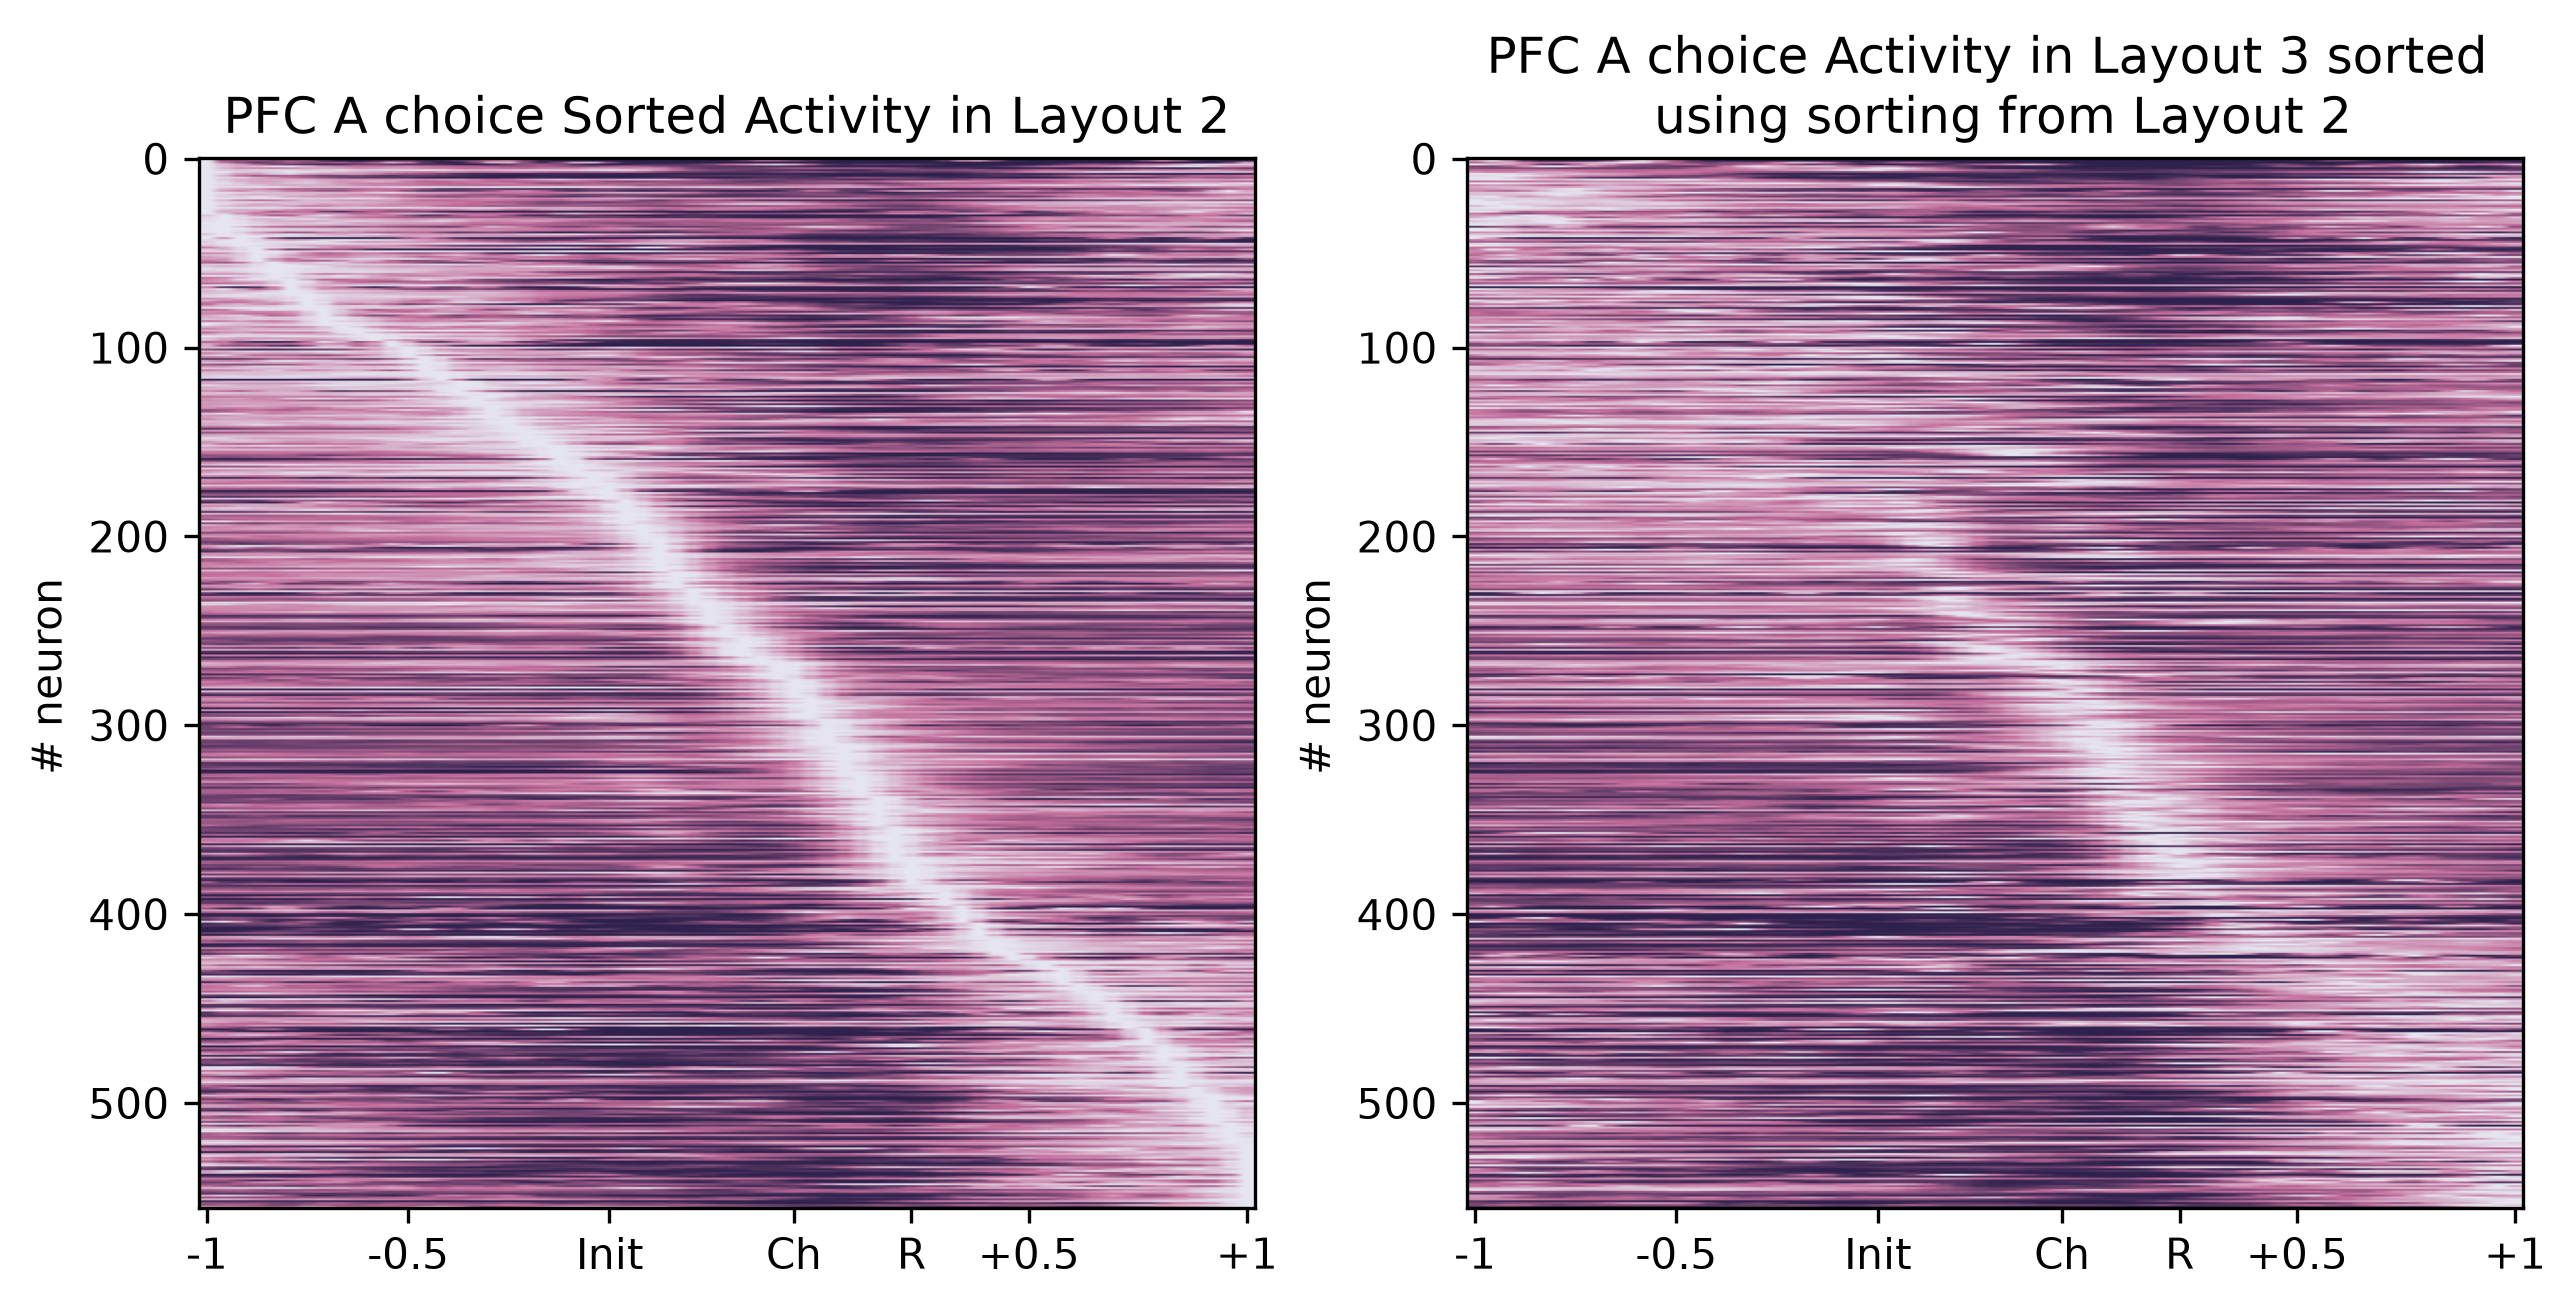 PFC A choice Sorted Activity in Layout 2
# neuron
0
100
200
300
400
500
-1
-0.5
Init
Ch
R
+0.5
+1
PFC A choice Activity in Layout 3 sorted
using sorting from Layout 2
# neuron
0
100
200
300
400
500
-1
-0.5
Init
Ch
R
+0.5
+1